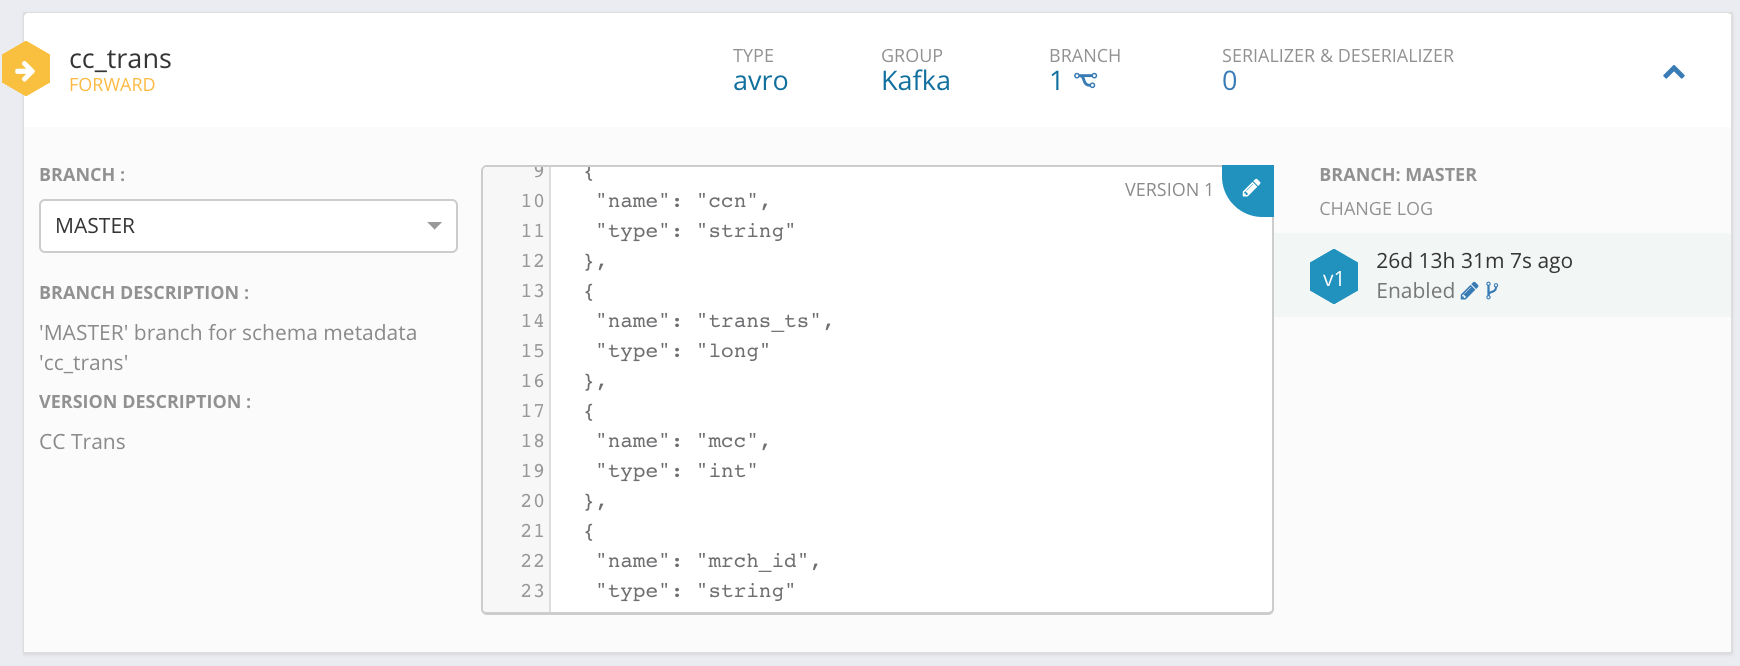 cc_trans
FORWARD
TYPE
avro
GROUP
Kafka
BRANCH
1
SERIALIZER & DESERIALIZER
0
BRANCH :
MASTER
BRANCH DESCRIPTION :
'MASTER' branch for schema metadata
'cc_trans'
VERSION DESCRIPTION :
CC Trans
9 {
10 "name": "ccn",
11 "type": "string"
12 },
13 {
14 "name": "trans_ts",
15 "type": "long"
16 },
17 {
18 "name": "mcc",
19 "type": "int"
20 },
21 {
22 "name": "mrch_id",
23 "type": "string"
VERSION 1
BRANCH: MASTER
CHANGE LOG
v1
26d 13h 31m 7s ago
Enabled